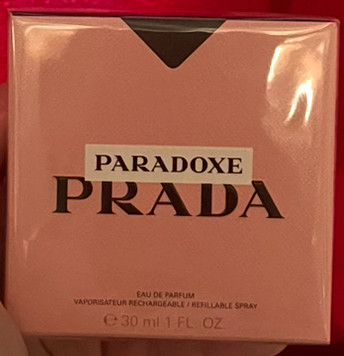 PARADOXE
PRADA
EAU DE PARFUM
VAPORISATEUR RECHARGEABLE / REFILLABLE SPRAY
℮ 30 ml 1 FL. OZ.